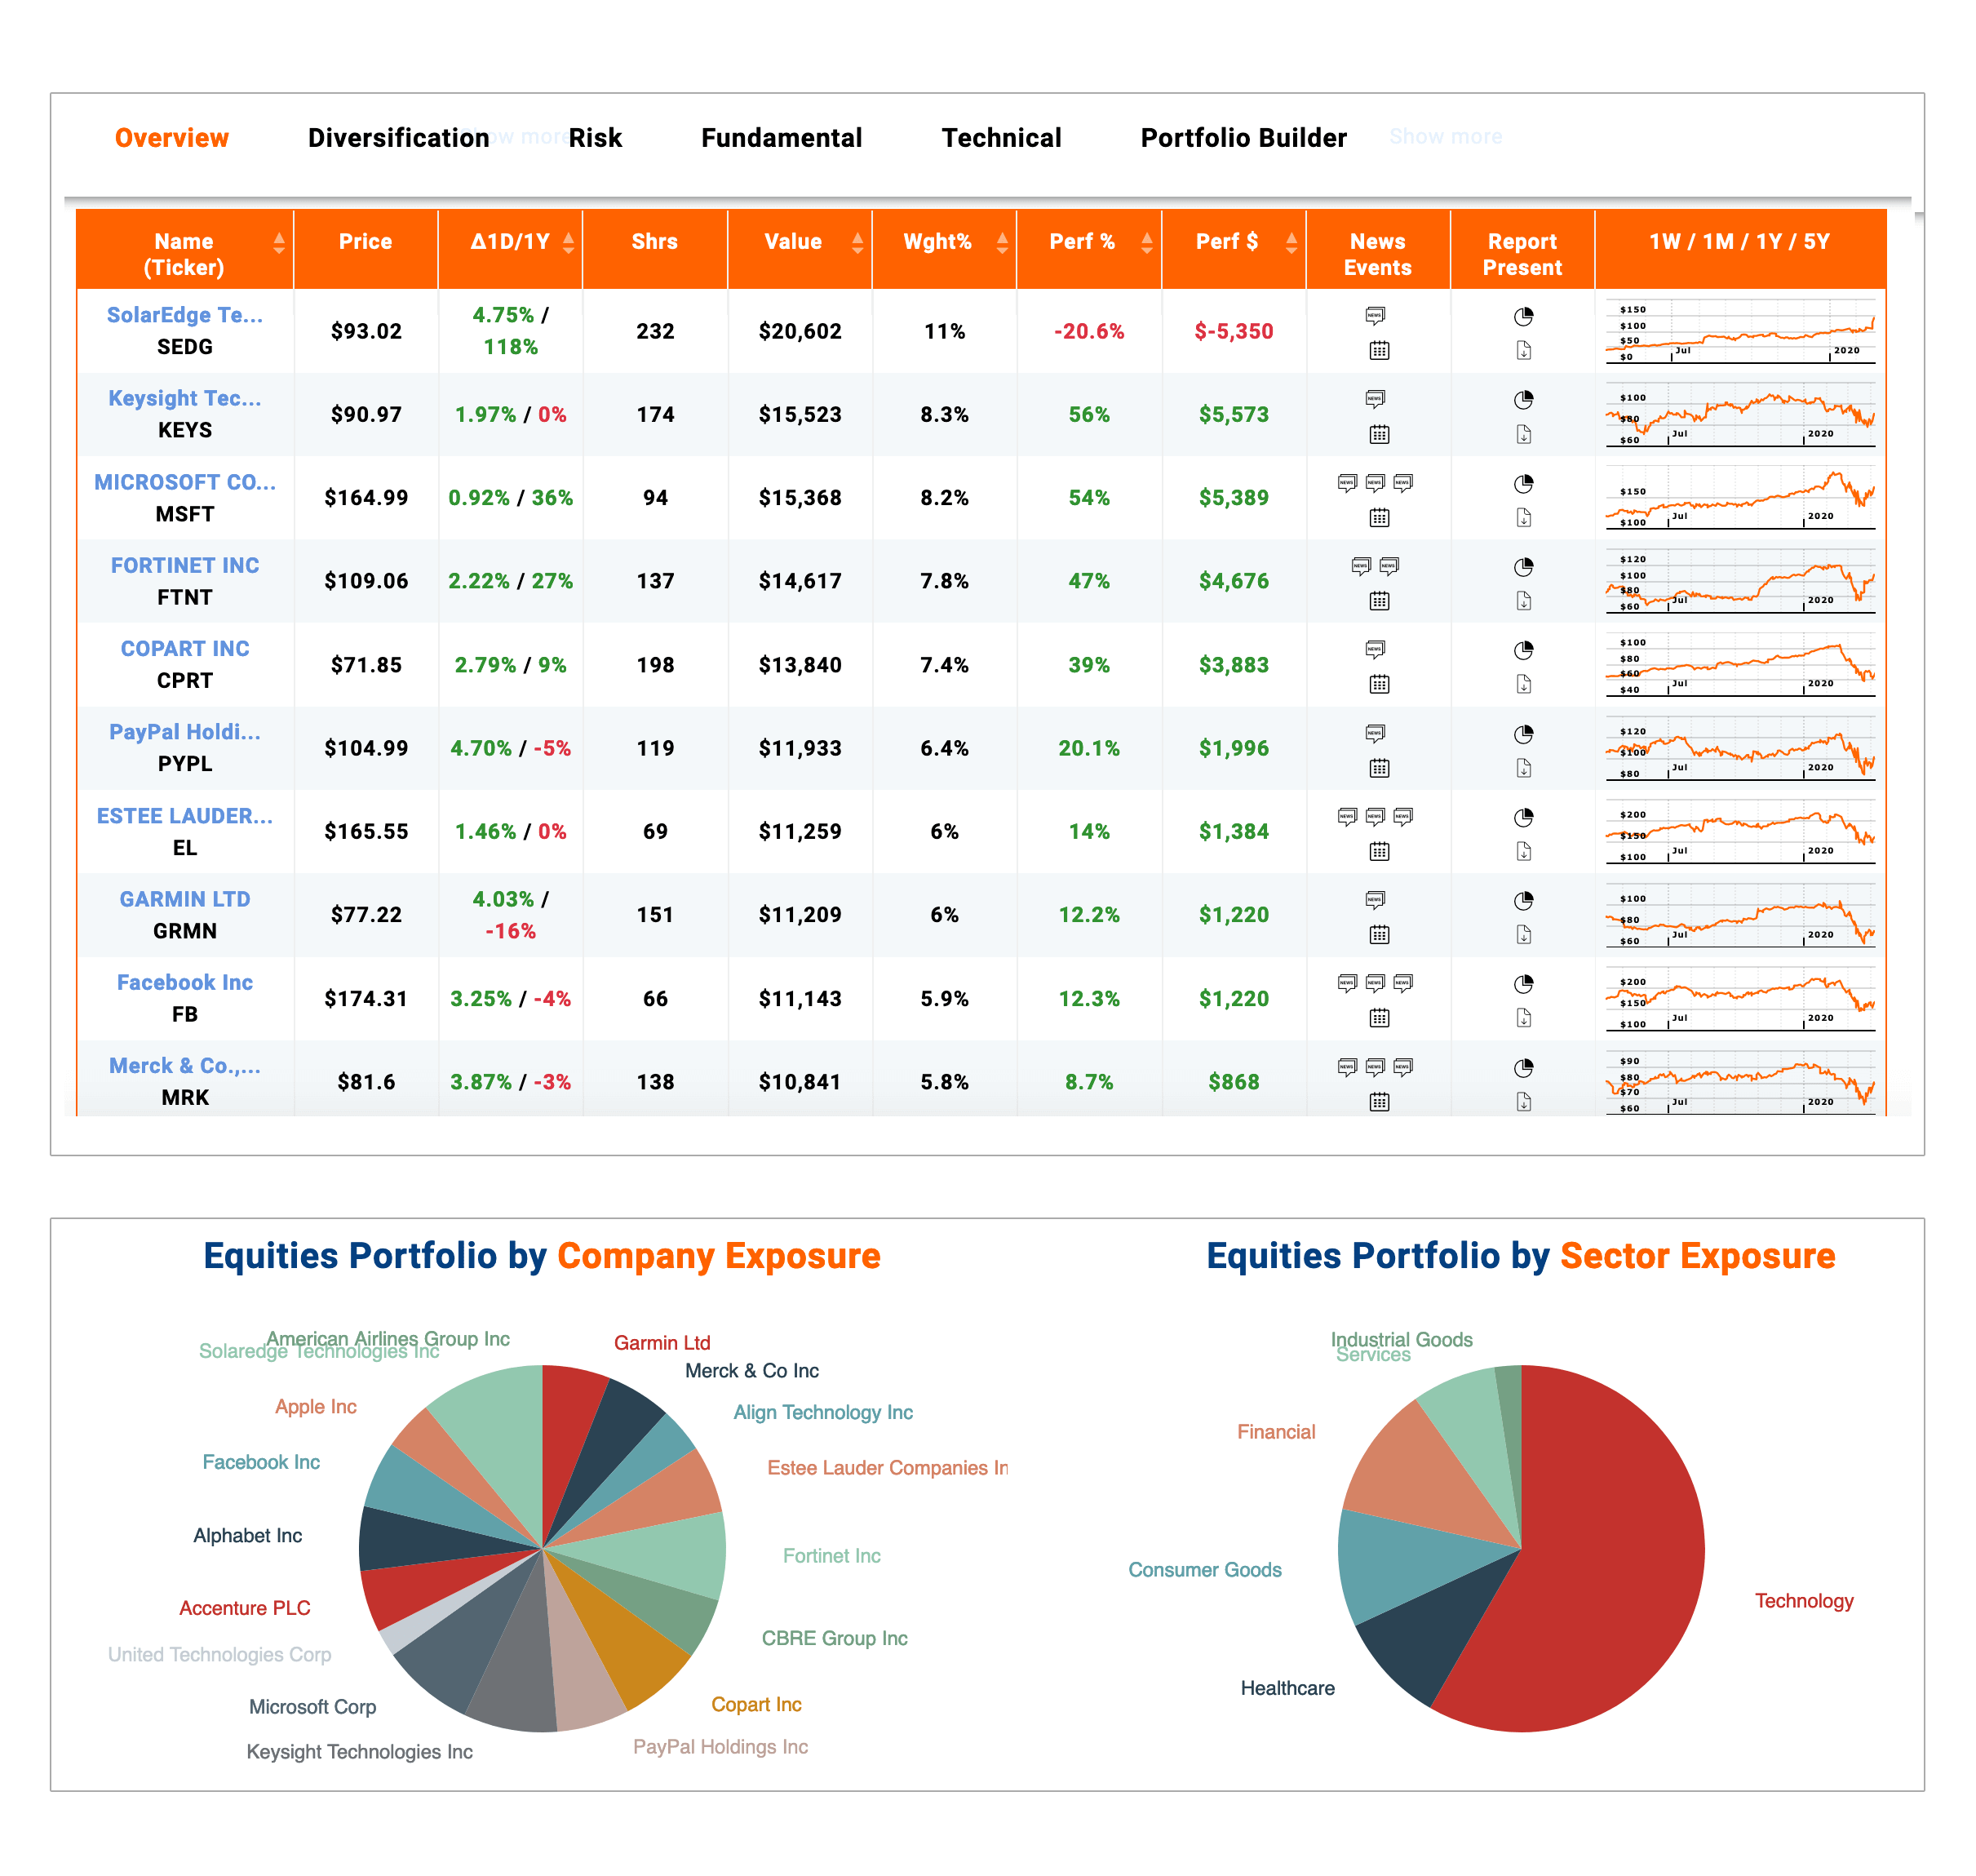 Overview Diversification Show more Risk Fundamental Technical Portfolio Builder Show more
Name Price Δ1D/1Y Shrs Value Wght% Perf % Perf $ News Report 1W / 1M / 1Y / 5Y
(Ticker) Events Present
SolarEdge Te... $93.02 4.75% / 232 $20,602 11% -20.6% $-5,350
SEDG 118%
$150
$100
$50
$0 Jul 2020
Keysight Tec... $90.97 1.97% / 0% 174 $15,523 8.3% 56% $5,573
KEYS
$100
$80
$60 Jul 2020
MICROSOFT CO... $164.99 0.92% / 36% 94 $15,368 8.2% 54% $5,389
MSFT
$150
$100 Jul 2020
FORTINET INC $109.06 2.22% / 27% 137 $14,617 7.8% 47% $4,676
FTNT
$120
$100
$80
$60 Jul 2020
COPART INC $71.85 2.79% / 9% 198 $13,840 7.4% 39% $3,883
CPRT
$100
$80
$60
$40 Jul 2020
PayPal Holdi... $104.99 4.70% / -5% 119 $11,933 6.4% 20.1% $1,996
PYPL
$120
$100
$80 Jul 2020
ESTEE LAUDER... $165.55 1.46% / 0% 69 $11,259 6% 14% $1,384
EL
$200
$150
$100 Jul 2020
GARMIN LTD $77.22 4.03% / 151 $11,209 6% 12.2% $1,220
GRMN -16%
$100
$80
$60 Jul 2020
Facebook Inc $174.31 3.25% / -4% 66 $11,143 5.9% 12.3% $1,220
FB
$200
$150
$100 Jul 2020
Merck & Co.,... $81.6 3.87% / -3% 138 $10,841 5.8% 8.7% $868
MRK
$90
$80
$70
$60 Jul 2020
Equities Portfolio by Company Exposure
American Airlines Group Inc
Solaredge Technologies Inc
Apple Inc
Facebook Inc
Alphabet Inc
Accenture PLC
United Technologies Corp
Microsoft Corp
Keysight Technologies Inc
Garmin Ltd
Merck & Co Inc
Align Technology Inc
Estee Lauder Companies In
Fortinet Inc
CBRE Group Inc
Copart Inc
PayPal Holdings Inc
Equities Portfolio by Sector Exposure
Industrial Goods
Services
Financial
Consumer Goods
Healthcare
Technology